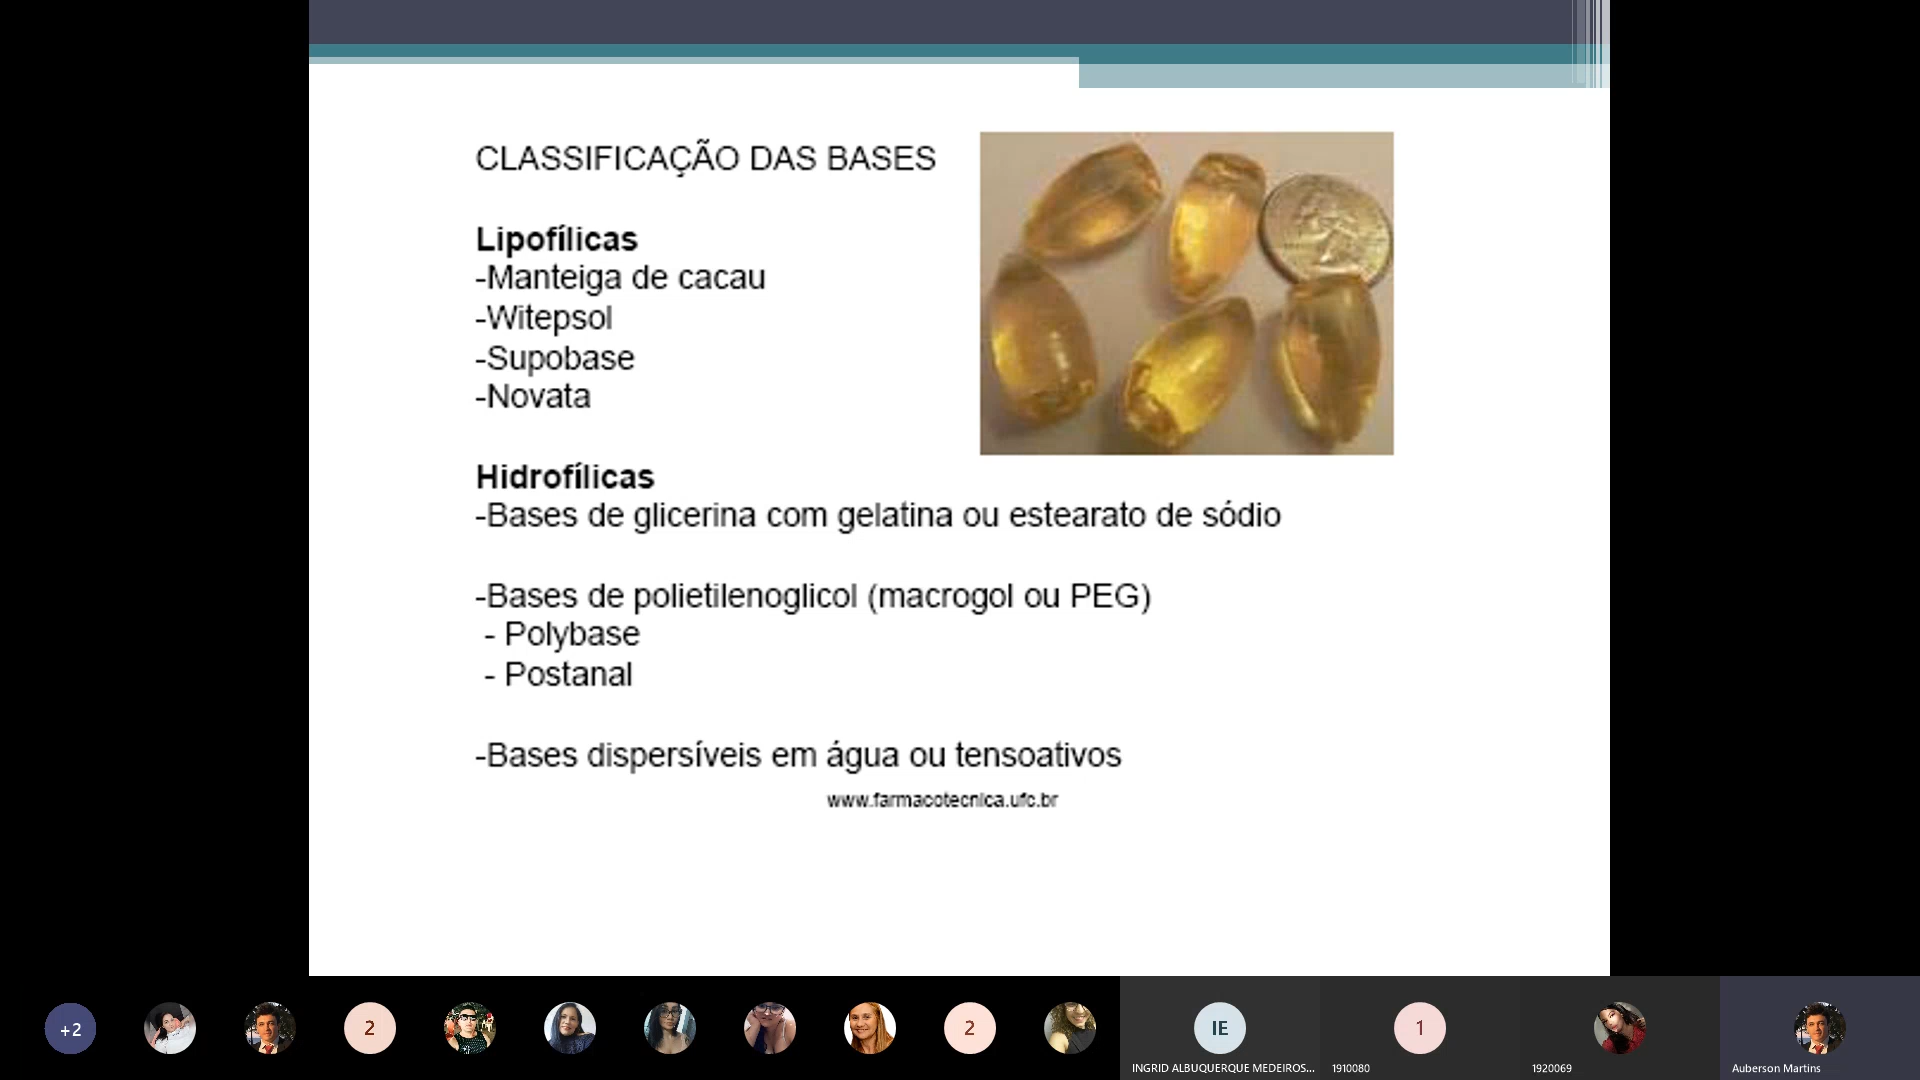 CLASSIFICAÇÃO DAS BASES
Lipofílicas
-Manteiga de cacau
-Witepsol
-Supobase
-Novata
Hidrofílicas
-Bases de glicerina com gelatina ou estearato de sódio
-Bases de polietilenoglicol (macrogol ou PEG)
- Polybase
- Postanal
-Bases dispersíveis em água ou tensoativos
www.farmacotecnica.ufc.br
+2
2
2
IE
1
INGRID ALBUQUERQUE MEDEIROS...
1910080
1920069
Auberson Martins